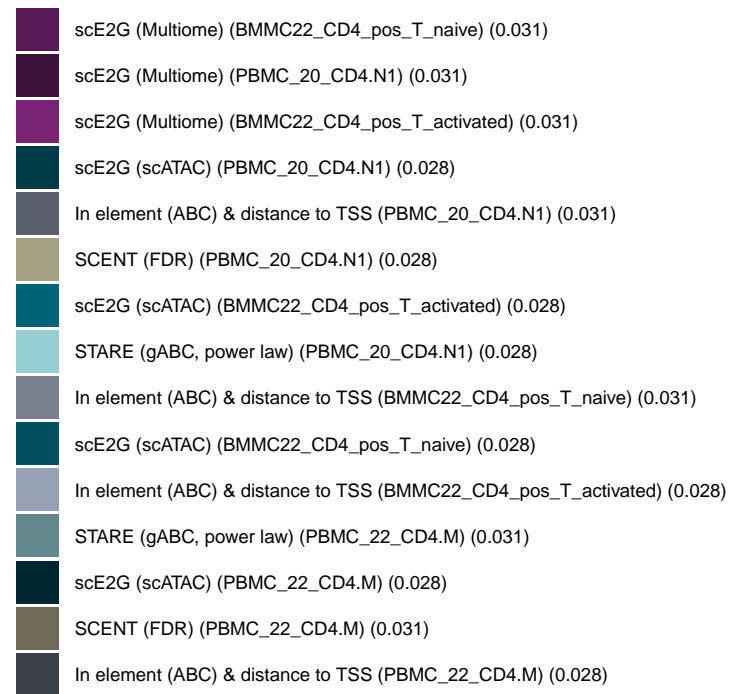 scE2G (Multiome) (BMMC22_CD4_pos_T_naive) (0.031)
scE2G (Multiome) (PBMC_20_CD4.N1) (0.031)
scE2G (Multiome) (BMMC22_CD4_pos_T_activated) (0.031)
scE2G (scATAC) (PBMC_20_CD4.N1) (0.028)
In element (ABC) & distance to TSS (PBMC_20_CD4.N1) (0.031)
SCENT (FDR) (PBMC_20_CD4.N1) (0.028)
scE2G (scATAC) (BMMC22_CD4_pos_T_activated) (0.028)
STARE (gABC, power law) (PBMC_20_CD4.N1) (0.028)
In element (ABC) & distance to TSS (BMMC22_CD4_pos_T_naive) (0.031)
scE2G (scATAC) (BMMC22_CD4_pos_T_naive) (0.028)
In element (ABC) & distance to TSS (BMMC22_CD4_pos_T_activated) (0.028)
STARE (gABC, power law) (PBMC_22_CD4.M) (0.031)
scE2G (scATAC) (PBMC_22_CD4.M) (0.028)
SCENT (FDR) (PBMC_22_CD4.M) (0.031)
In element (ABC) & distance to TSS (PBMC_22_CD4.M) (0.028)